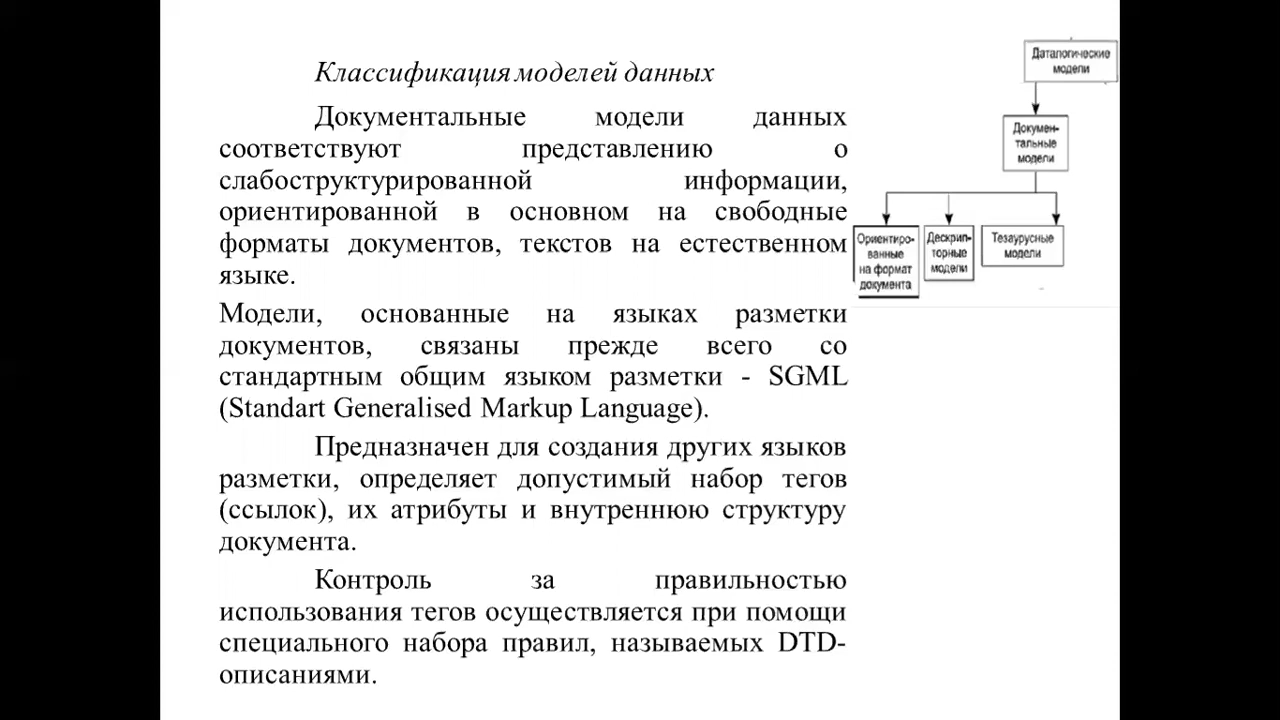 Классификация моделей данных
Документальные модели данных
соответствуют представлению о
слабоструктурированной информации,
ориентированной в основном на свободные
форматы документов, текстов на естественном
языке.
Модели, основанные на языках разметки
документов, связаны прежде всего со
стандартным общим языком разметки - SGML
(Standart Generalised Markup Language).
Предназначен для создания других языков
разметки, определяет допустимый набор тегов
(ссылок), их атрибуты и внутреннюю структуру
документа.
Контроль за правильностью
использования тегов осуществляется при помощи
специального набора правил, называемых DTD-
описаниями.
Даталогические
модели
Докумен-
тальные
модели
Ориентиро-
ванные
на формат
документа
Дескрип-
торные
модели
Тезаурусные
модели